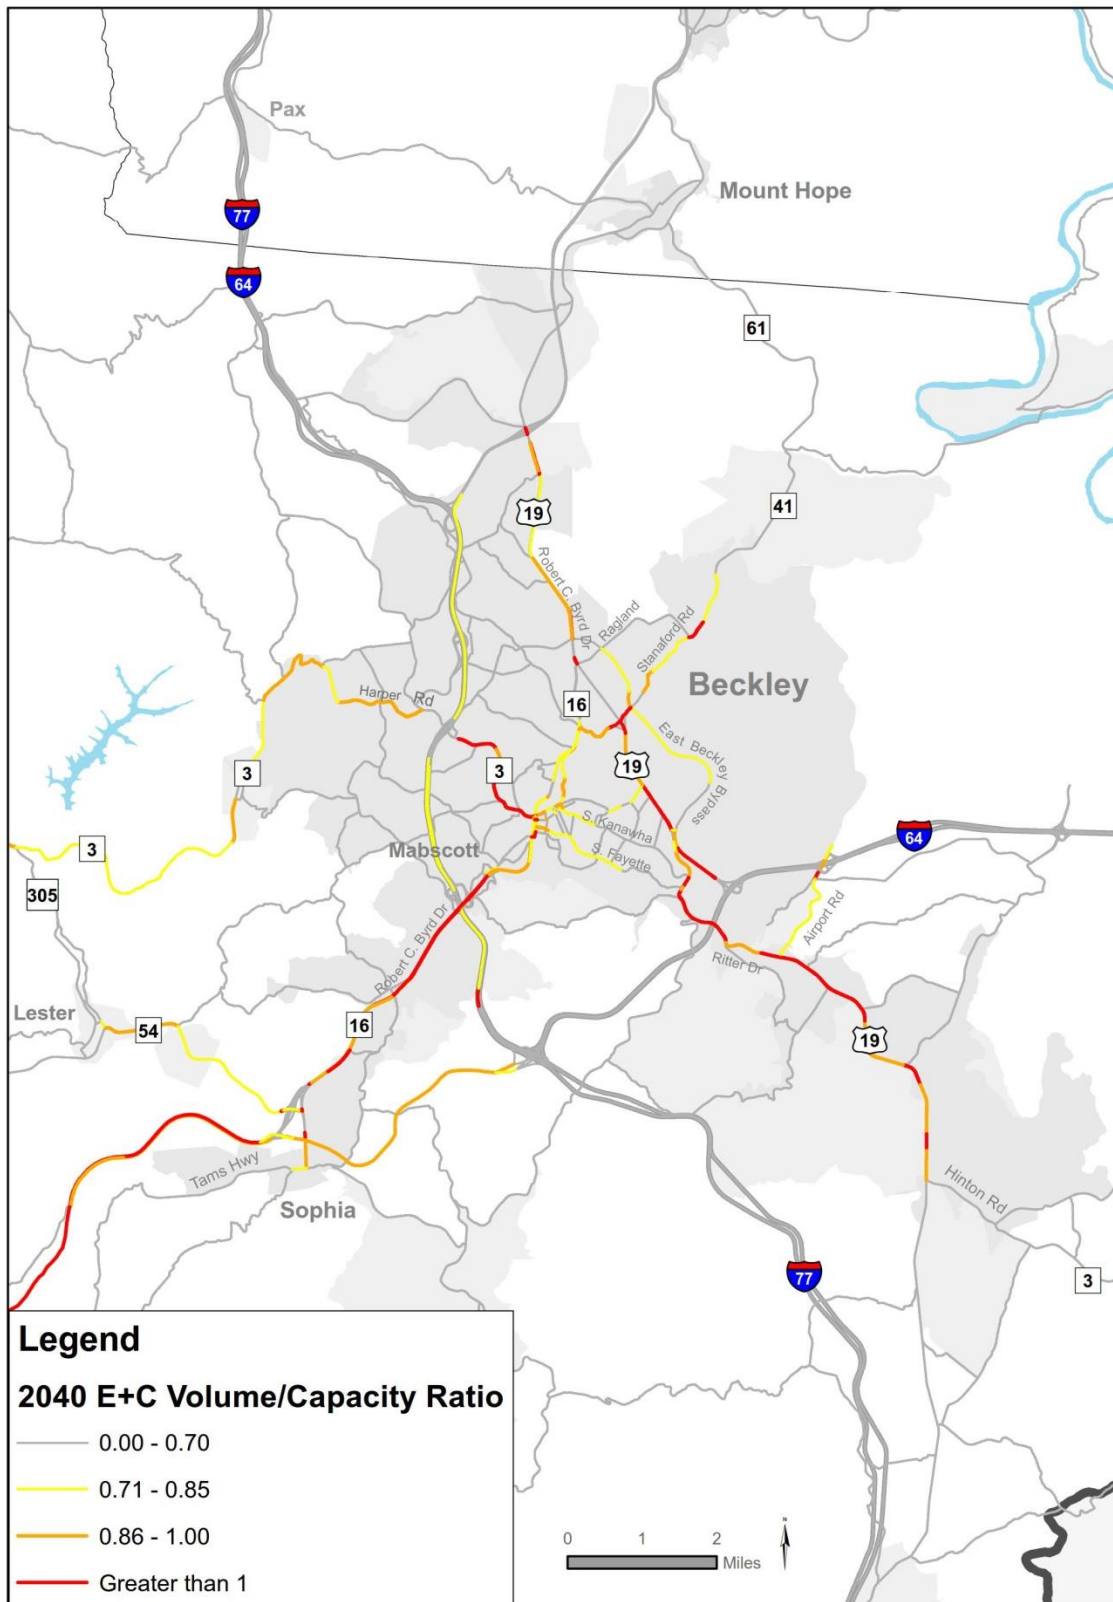 Pax
77
Mount Hope
64
61
41
19
Robert C. Byrd Dr
Ragland
Stanaford Rd
Beckley
Harper Rd
16
East Beckley Bypass
3
3
19
S. Kanawha
64
3
Mabscott
S. Fayette
305
Robert C. Byrd Dr
Airport Rd
Ritter Dr
Lester
54
16
19
Tams Hwy
Hinton Rd
Sophia
77
3
Legend
2040 E+C Volume/Capacity Ratio
0.00 - 0.70
0.71 - 0.85
0.86 - 1.00
Greater than 1
N
0 1 2
Miles